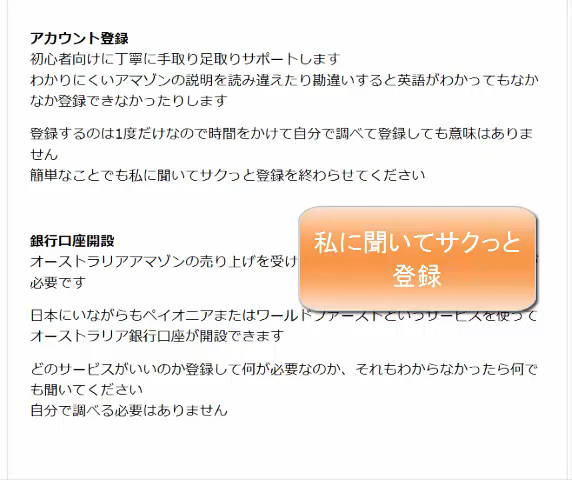 アカウント登録
初心者向けに丁寧に手取り足取りサポートします
わかりにくいアマゾンの説明を読み違えたり勘違いすると英語がわかってもなか
なか登録できなかったりします
登録するのは1度だけなので時間をかけて自分で調べて登録しても意味はありま
せん
簡単なことでも私に聞いてサクっと登録を終わらせてください
銀行口座開設
オーストラリアアマゾンの売り上げを受け
必要です
私に聞いてサクっと
登録
日本にいながらもペイオニアまたはワールドファーストというサービスを使って
オーストラリア銀行口座が開設できます
どのサービスがいいのか登録して何が必要なのか、それもわからなかったら何で
も聞いてください
自分で調べる必要はありません